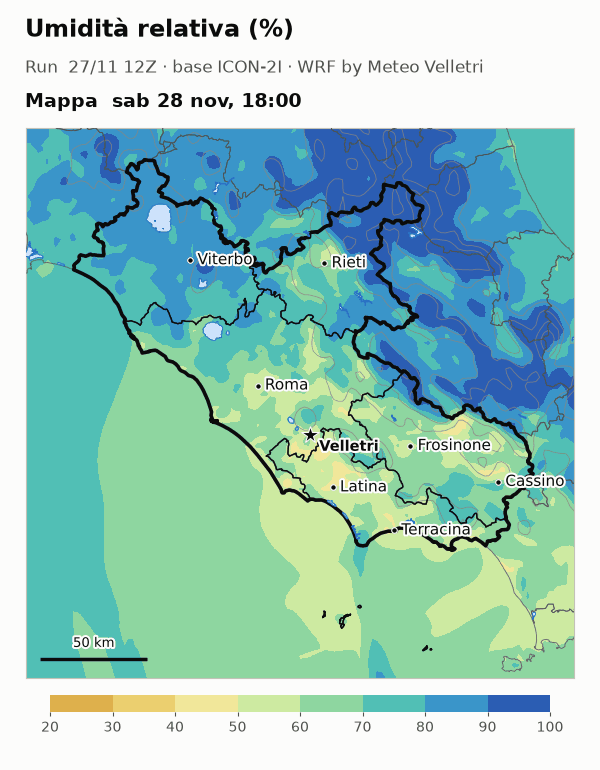 Umidità relativa (%)
Run  27/11 12Z · base ICON-2I · WRF by Meteo Velletri
Mappa  sab 28 nov, 18:00
Viterbo
Rieti
Roma
Velletri
Frosinone
Cassino
Latina
Terracina
50 km
20 30 40 50 60 70 80 90 100